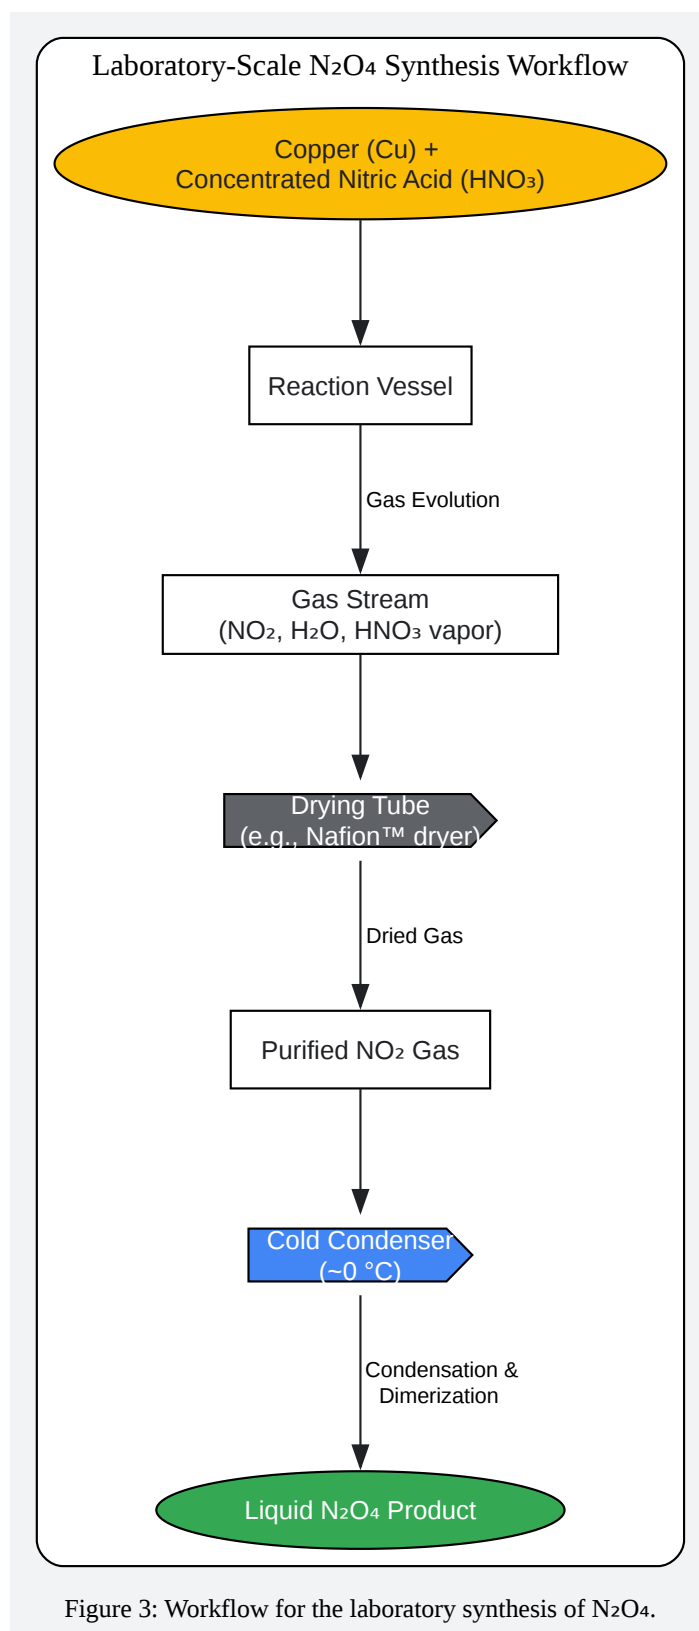 Laboratory-Scale N₂O₄ Synthesis Workflow
Copper (Cu) +
Concentrated Nitric Acid (HNO₃)
Reaction Vessel
Gas Evolution
Gas Stream
(NO₂, H₂O, HNO₃ vapor)
Drying Tube
(e.g., Nafion™ dryer)
Dried Gas
Purified NO₂ Gas
Cold Condenser
(~0 °C)
Condensation &
Dimerization
Liquid N₂O₄ Product
Figure 3: Workflow for the laboratory synthesis of N₂O₄.